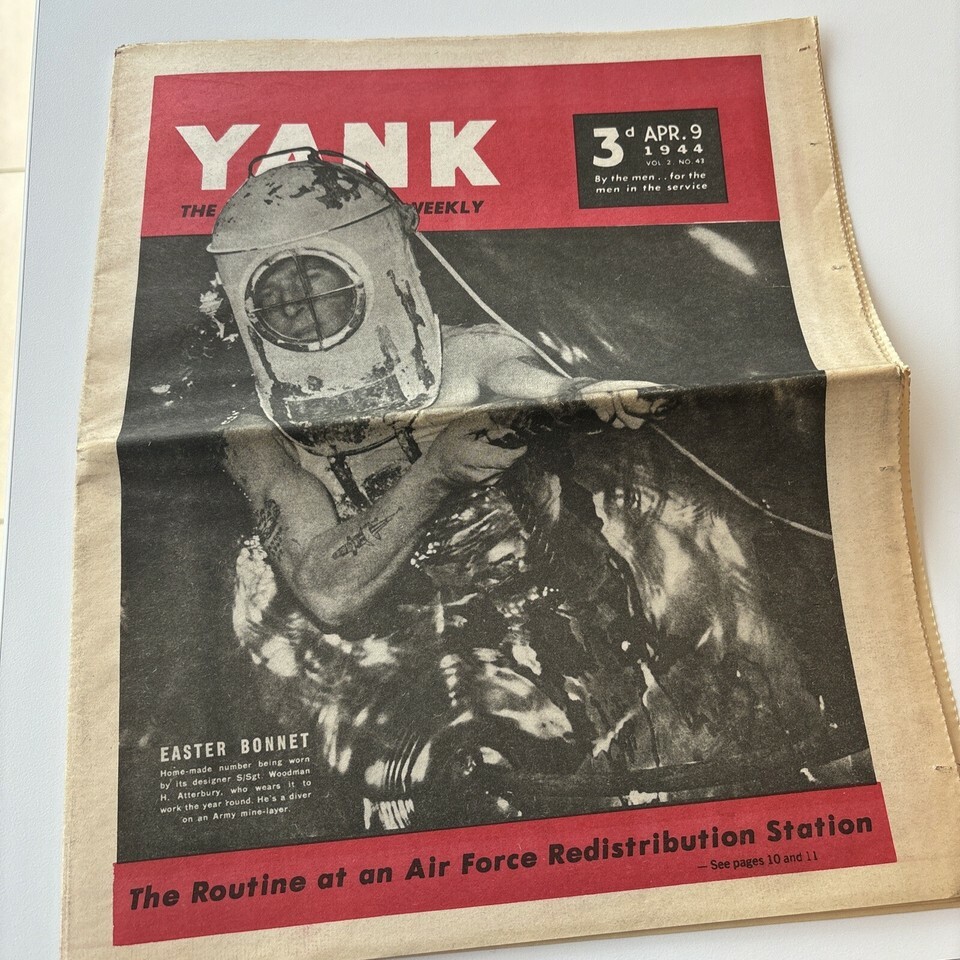 YANK
3d APR. 9
1944
VOL. 2 NO. 43
By the men . . for the
men in the service
THE WEEKLY
EASTER BONNET
Home-made number being worn
by its designer S/Sgt. Woodman
H. Atterbury, who wears it to
work the year 'round. He's a diver
on an Army mine-layer.
The Routine at an Air Force Redistribution Station
— See pages 10 and 11